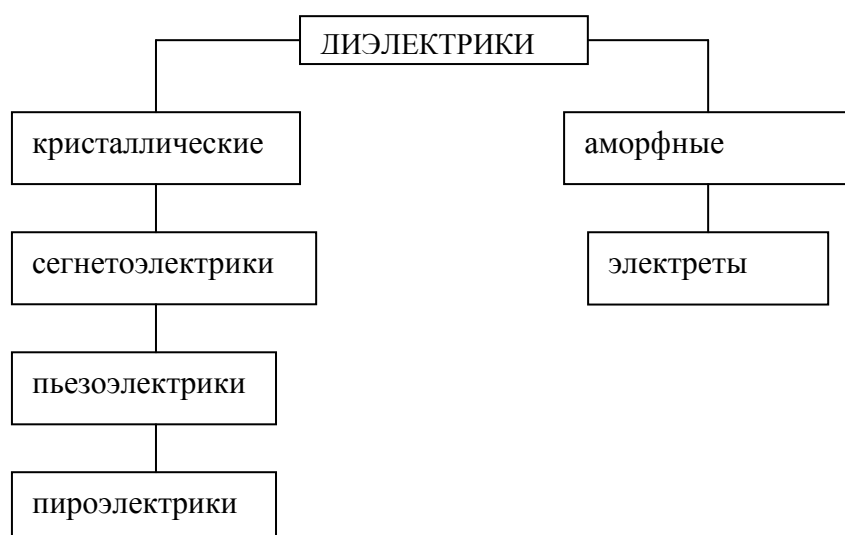 ДИЭЛЕКТРИКИ
кристаллические
аморфные
сегнетоэлектрики
электреты
пьезоэлектрики
пироэлектрики